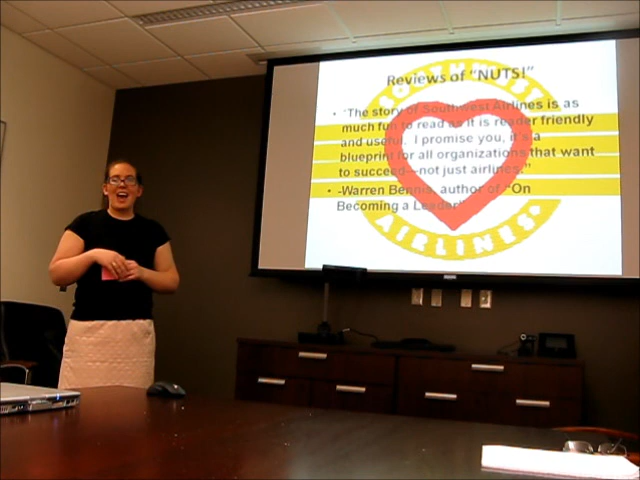 Reviews of "NUTS!"
• "The story of Southwest Airlines is as
much fun to read as it is reader friendly
and useful. I promise you, it's a
blueprint for all organizations that want
to succeed—not just airlines."
• -Warren Bennis, author of "On
Becoming a Leader"
SOUTHWEST
AIRLINES